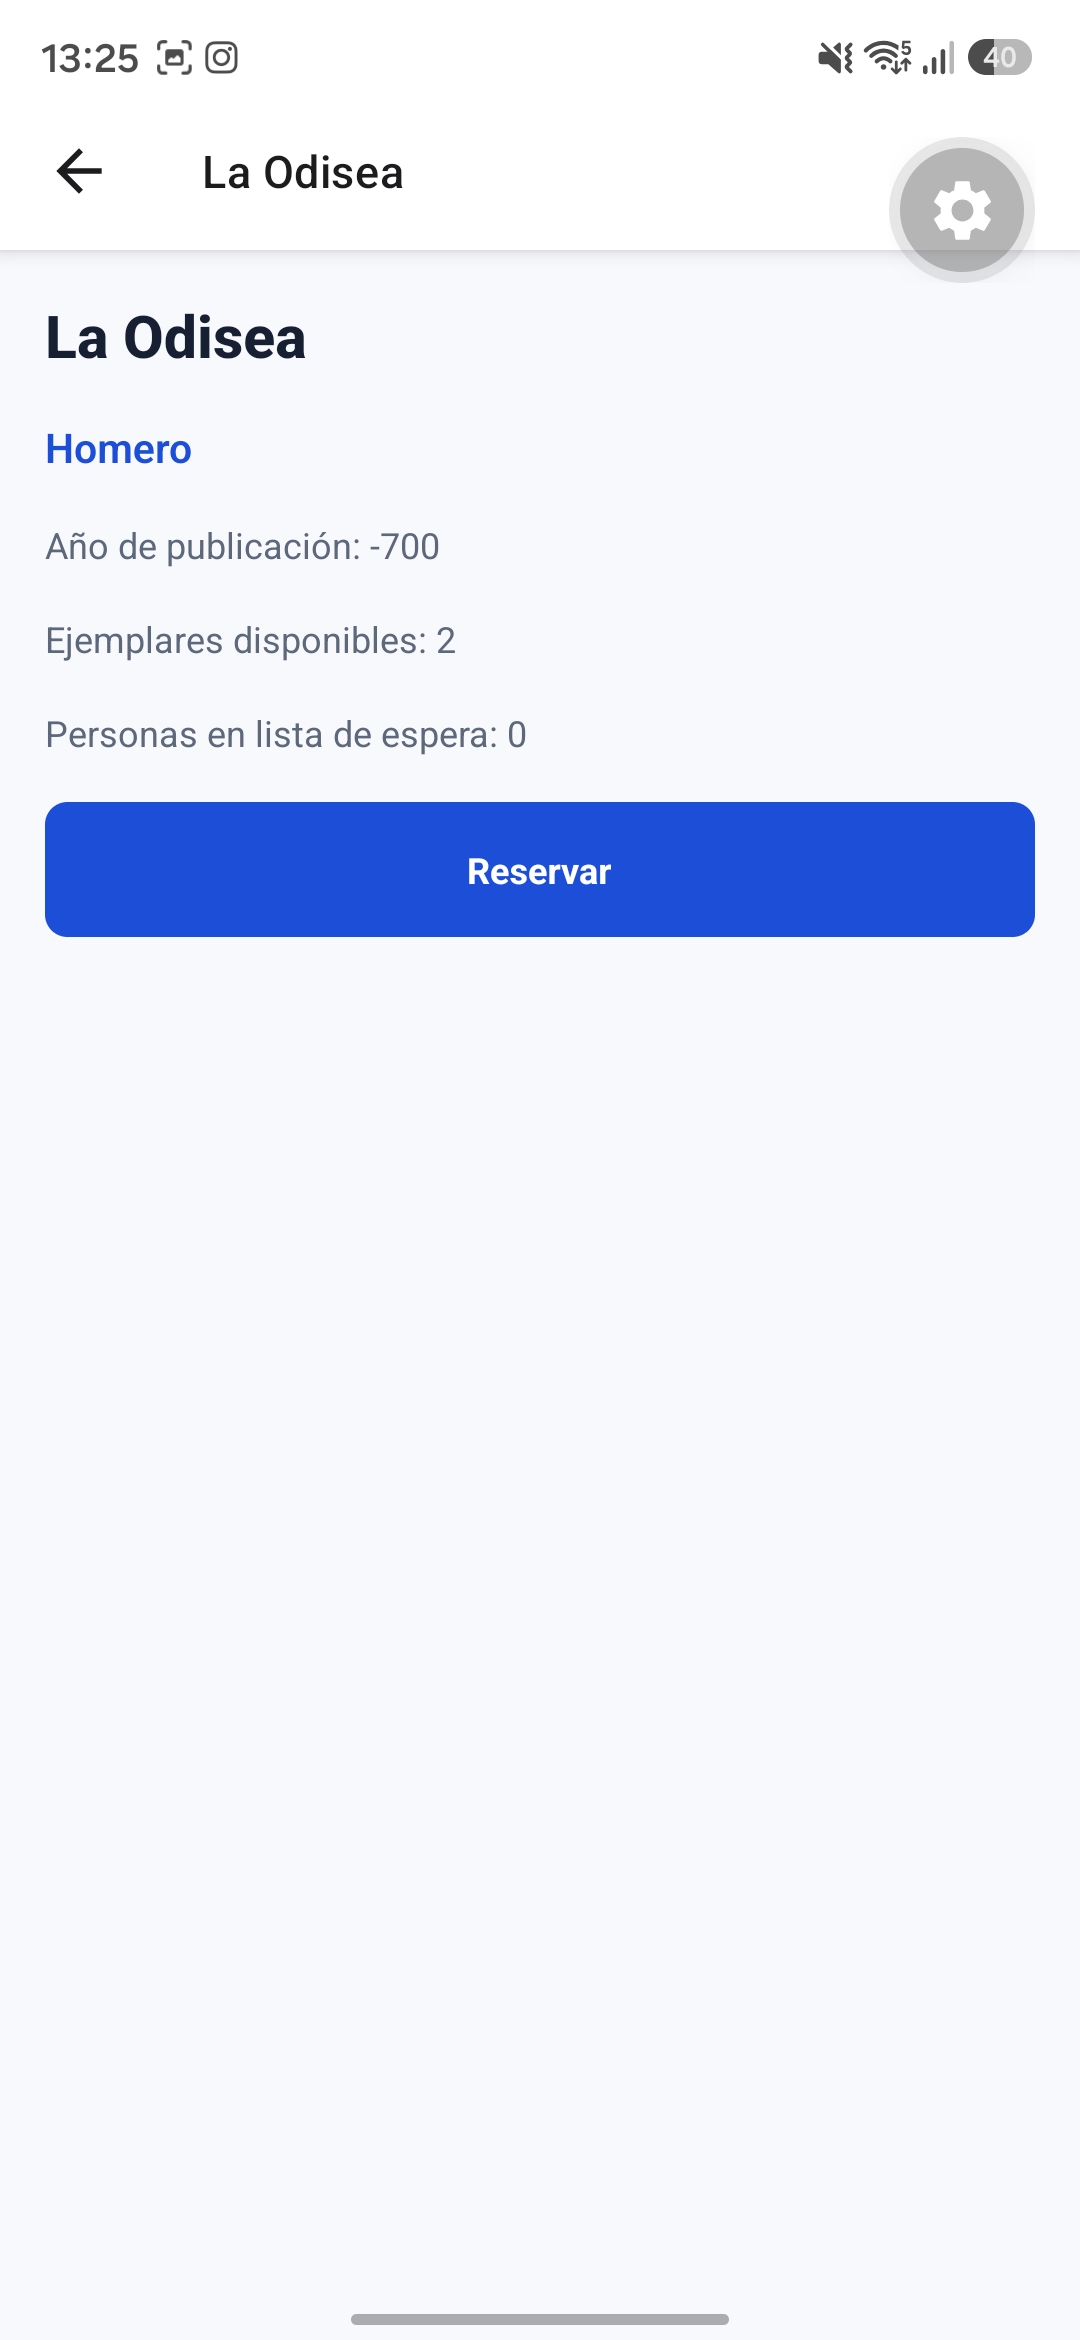 13:25
5
40
La Odisea
La Odisea
Homero
Año de publicación: -700
Ejemplares disponibles: 2
Personas en lista de espera: 0
Reservar